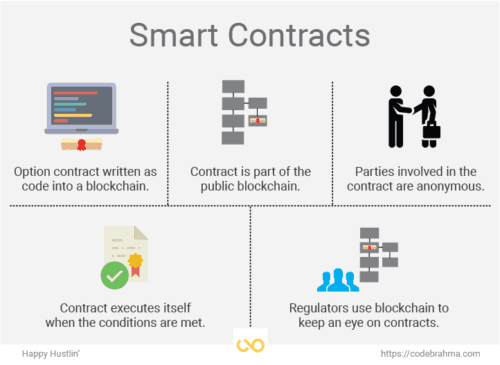 Smart Contracts
Option contract written as
code into a blockchain.
Contract is part of the
public blockchain.
Parties involved in the
contract are anonymous.
Contract executes itself
when the conditions are met.
Regulators use blockchain to
keep an eye on contracts.
Happy Hustlin'
https://codebrahma.com